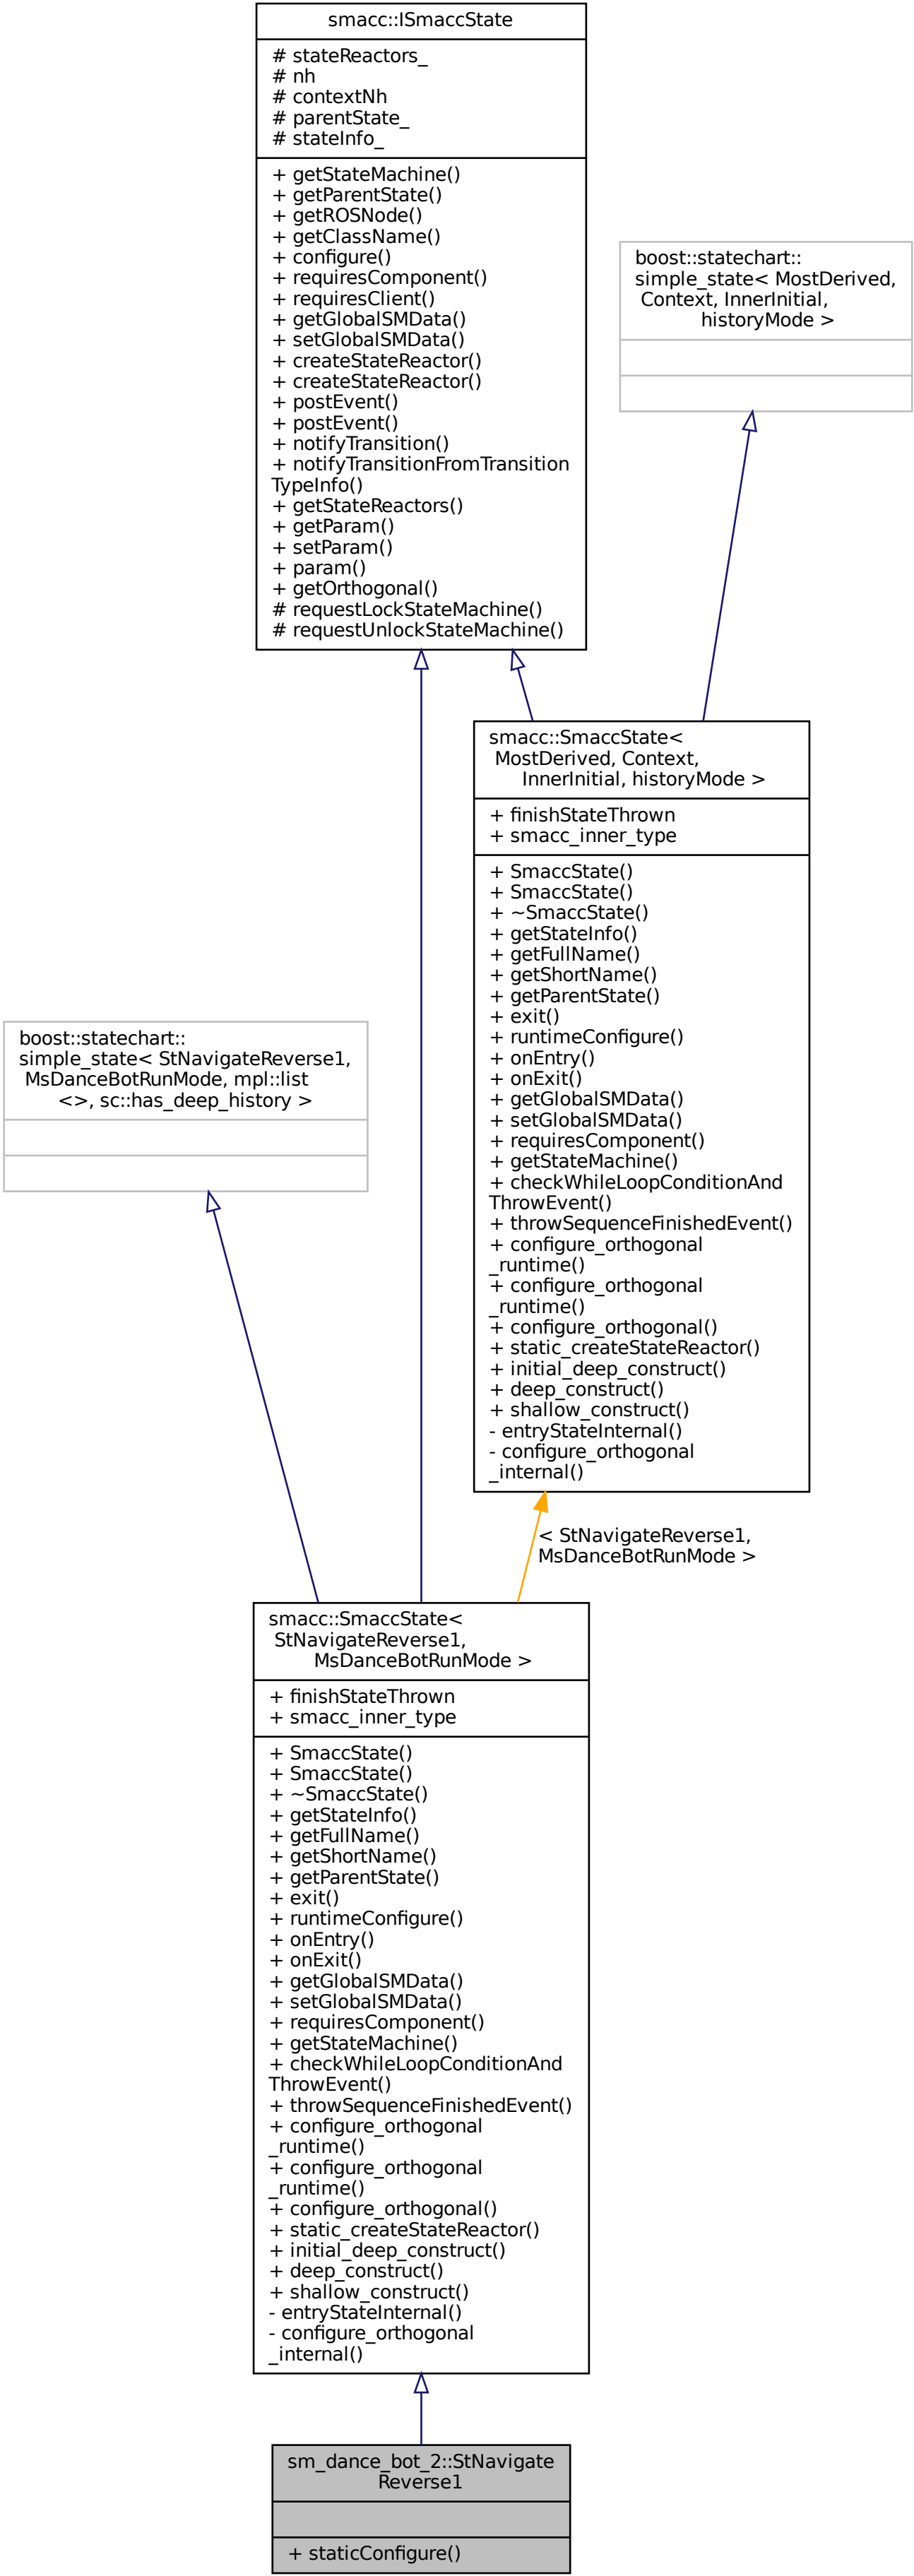 smacc::ISmaccState
# stateReactors_
# nh
# contextNh
# parentState_
# stateInfo_
+ getStateMachine()
+ getParentState()
+ getROSNode()
+ getClassName()
+ configure()
+ requiresComponent()
+ requiresClient()
+ getGlobalSMData()
+ setGlobalSMData()
+ createStateReactor()
+ createStateReactor()
+ postEvent()
+ postEvent()
+ notifyTransition()
+ notifyTransitionFromTransition
TypeInfo()
+ getStateReactors()
+ getParam()
+ setParam()
+ param()
+ getOrthogonal()
# requestLockStateMachine()
# requestUnlockStateMachine()
boost::statechart::
simple_state< MostDerived,
Context, InnerInitial,
historyMode >
smacc::SmaccState<
MostDerived, Context,
InnerInitial, historyMode >
+ finishStateThrown
+ smacc_inner_type
+ SmaccState()
+ SmaccState()
+ ~SmaccState()
+ getStateInfo()
+ getFullName()
+ getShortName()
+ getParentState()
+ exit()
+ runtimeConfigure()
+ onEntry()
+ onExit()
+ getGlobalSMData()
+ setGlobalSMData()
+ requiresComponent()
+ getStateMachine()
+ checkWhileLoopConditionAnd
ThrowEvent()
+ throwSequenceFinishedEvent()
+ configure_orthogonal
_runtime()
+ configure_orthogonal
_runtime()
+ configure_orthogonal()
+ static_createStateReactor()
+ initial_deep_construct()
+ deep_construct()
+ shallow_construct()
- entryStateInternal()
- configure_orthogonal
_internal()
boost::statechart::
simple_state< StNavigateReverse1,
MsDanceBotRunMode, mpl::list
<>, sc::has_deep_history >
< StNavigateReverse1,
MsDanceBotRunMode >
smacc::SmaccState<
StNavigateReverse1,
MsDanceBotRunMode >
+ finishStateThrown
+ smacc_inner_type
+ SmaccState()
+ SmaccState()
+ ~SmaccState()
+ getStateInfo()
+ getFullName()
+ getShortName()
+ getParentState()
+ exit()
+ runtimeConfigure()
+ onEntry()
+ onExit()
+ getGlobalSMData()
+ setGlobalSMData()
+ requiresComponent()
+ getStateMachine()
+ checkWhileLoopConditionAnd
ThrowEvent()
+ throwSequenceFinishedEvent()
+ configure_orthogonal
_runtime()
+ configure_orthogonal
_runtime()
+ configure_orthogonal()
+ static_createStateReactor()
+ initial_deep_construct()
+ deep_construct()
+ shallow_construct()
- entryStateInternal()
- configure_orthogonal
_internal()
sm_dance_bot_2::StNavigate
Reverse1
+ staticConfigure()